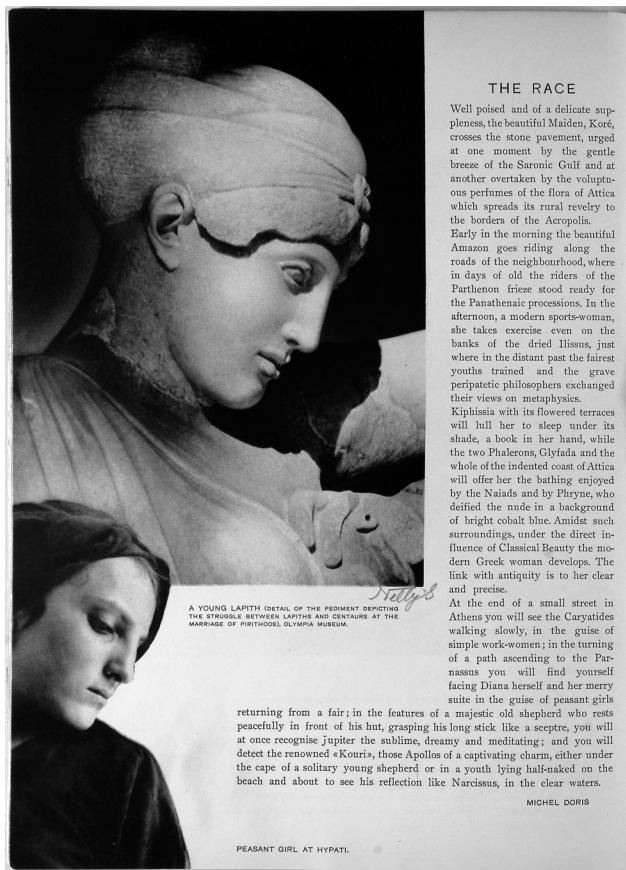 THE RACE
Well poised and of a delicate sup-
pleness, the beautiful Maiden, Koré,
crosses the stone pavement, urged
at one moment by the gentle
breeze of the Saronic Gulf and at
another overtaken by the voluptu-
ous perfumes of the flora of Attica
which spreads its rural revelry to
the borders of the Acropolis.
Early in the morning the beautiful
Amazon goes riding along the
roads of the neighbourhood, where
in days of old the riders of the
Parthenon frieze stood ready for
the Panathenaic processions. In the
afternoon, a modern sports-woman,
she takes exercise even on the
banks of the dried Ilissus, just
where in the distant past the fairest
youths trained and the grave
peripatetic philosophers exchanged
their views on metaphysics.
Kiphissia with its flowered terraces
will lull her to sleep under its
shade, a book in her hand, while
the two Phalerons, Glyfada and the
whole of the indented coast of Attica
will offer her the bathing enjoyed
by the Naiads and by Phryne, who
deified the nude in a background
of bright cobalt blue. Amidst such
surroundings, under the direct in-
fluence of Classical Beauty the mo-
dern Greek woman develops. The
link with antiquity is to her clear
and precise.
At the end of a small street in
Athens you will see the Caryatides
walking slowly, in the guise of
simple work-women; in the turning
of a path ascending to the Par-
nassus you will find yourself
facing Diana herself and her merry
suite in the guise of peasant girls
returning from a fair; in the features of a majestic old shepherd who rests
peacefully in front of his hut, grasping his long stick like a sceptre, you will
at once recognise Jupiter the sublime, dreamy and meditating; and you will
detect the renowned «Kouri», those Apollos of a captivating charm, either under
the cape of a solitary young shepherd or in a youth lying half-naked on the
beach and about to see his reflection like Narcissus, in the clear waters.
MICHEL DORIS
Nelly's
A YOUNG LAPITH (DETAIL OF THE PEDIMENT DEPICTING
THE STRUGGLE BETWEEN LAPITHS AND CENTAURS AT THE
MARRIAGE OF PIRITHOOS), OLYMPIA MUSEUM.
PEASANT GIRL AT HYPATI.